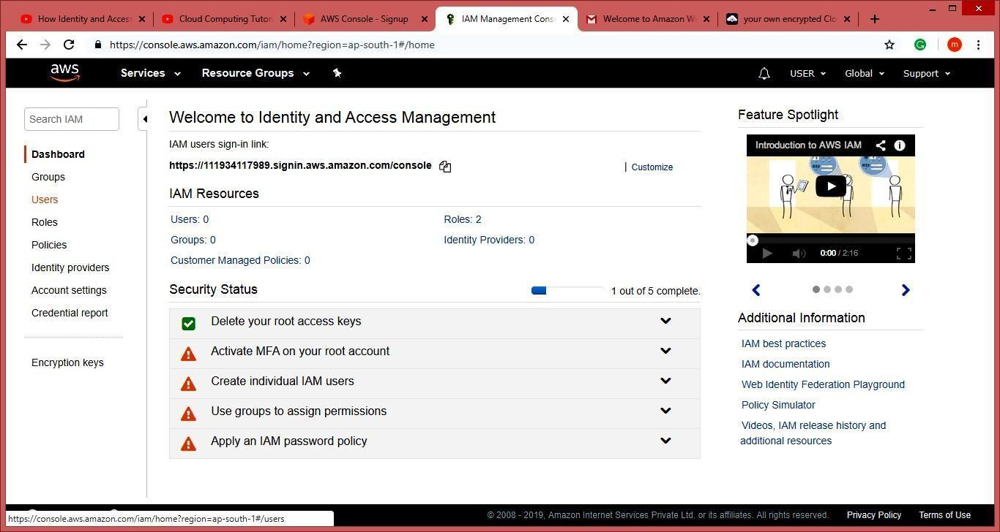 How Identity and Access
Cloud Computing Tutori
AWS Console - Signup
IAM Management Cons
Welcome to Amazon W
your own encrypted Clo
https://console.aws.amazon.com/iam/home?region=ap-south-1#/home
m
aws
Services
Resource Groups
USER
Global
Support
Search IAM
Dashboard
Groups
Users
Roles
Policies
Identity providers
Account settings
Credential report
Encryption keys
Welcome to Identity and Access Management
IAM users sign-in link:
https://111934117989.signin.aws.amazon.com/console
| Customize
IAM Resources
Users: 0
Roles: 2
Groups: 0
Identity Providers: 0
Customer Managed Policies: 0
Security Status
1 out of 5 complete.
Delete your root access keys
Activate MFA on your root account
Create individual IAM users
Use groups to assign permissions
Apply an IAM password policy
Feature Spotlight
Introduction to AWS IAM
0:00 / 2:16
Additional Information
IAM best practices
IAM documentation
Web Identity Federation Playground
Policy Simulator
Videos, IAM release history and
additional resources
https://console.aws.amazon.com/iam/home?region=ap-south-1#/users
© 2008 - 2019, Amazon Internet Services Private Ltd. or its affiliates. All rights reserved.
Privacy Policy
Terms of Use